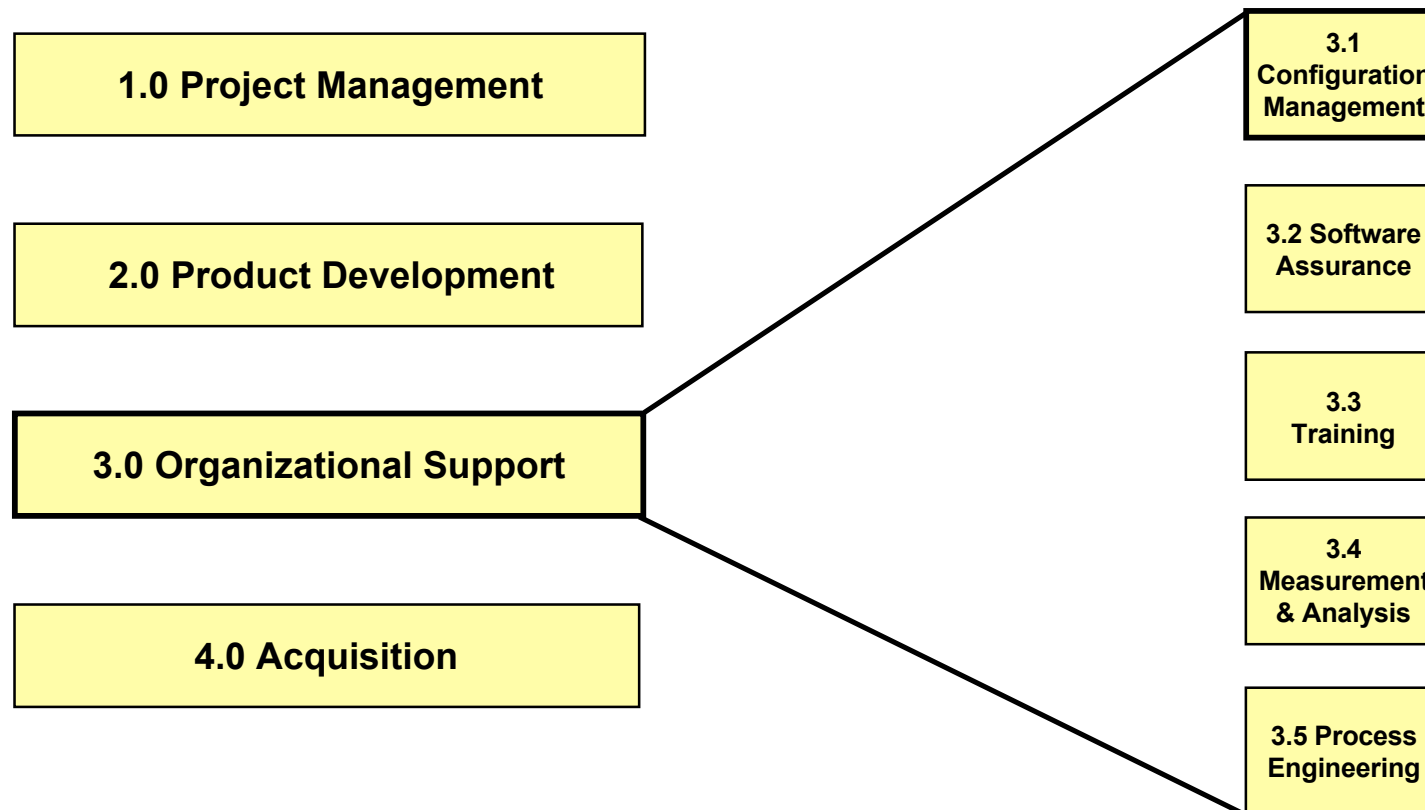 1.0 Project Management
2.0 Product Development
3.0 Organizational Support
4.0 Acquisition
3.1
Configuration
Management
3.2 Software
Assurance
3.3
Training
3.4
Measurement
& Analysis
3.5 Process
Engineering